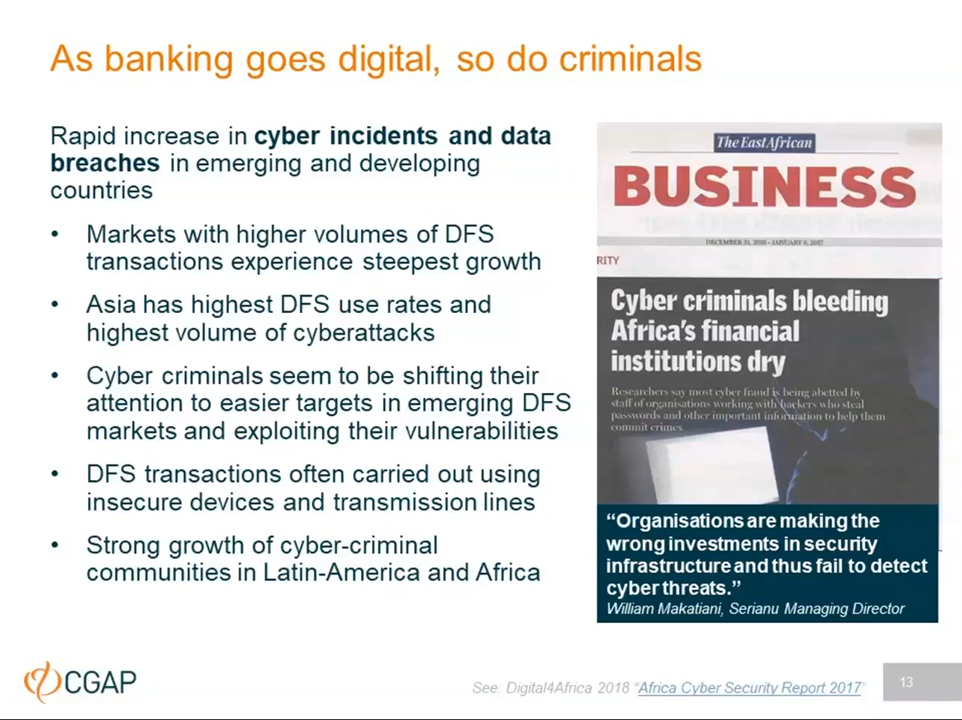 As banking goes digital, so do criminals
Rapid increase in cyber incidents and data
breaches in emerging and developing
countries
• Markets with higher volumes of DFS
transactions experience steepest growth
• Asia has highest DFS use rates and
highest volume of cyberattacks
• Cyber criminals seem to be shifting their
attention to easier targets in emerging DFS
markets and exploiting their vulnerabilities
• DFS transactions often carried out using
insecure devices and transmission lines
• Strong growth of cyber-criminal
communities in Latin-America and Africa
The EastAfrican
BUSINESS
DECEMBER 31, 2016 - JANUARY 6, 2017
RITY
Cyber criminals bleeding
Africa's financial
institutions dry
Researchers say most cyber fraud is being abetted by
staff of organisations working with hackers who steal
passwords and other important information to help them
commit crimes
“Organisations are making the
wrong investments in security
infrastructure and thus fail to detect
cyber threats.”
William Makatiani, Serianu Managing Director
CGAP
See: Digital4Africa 2018 “Africa Cyber Security Report 2017”
13